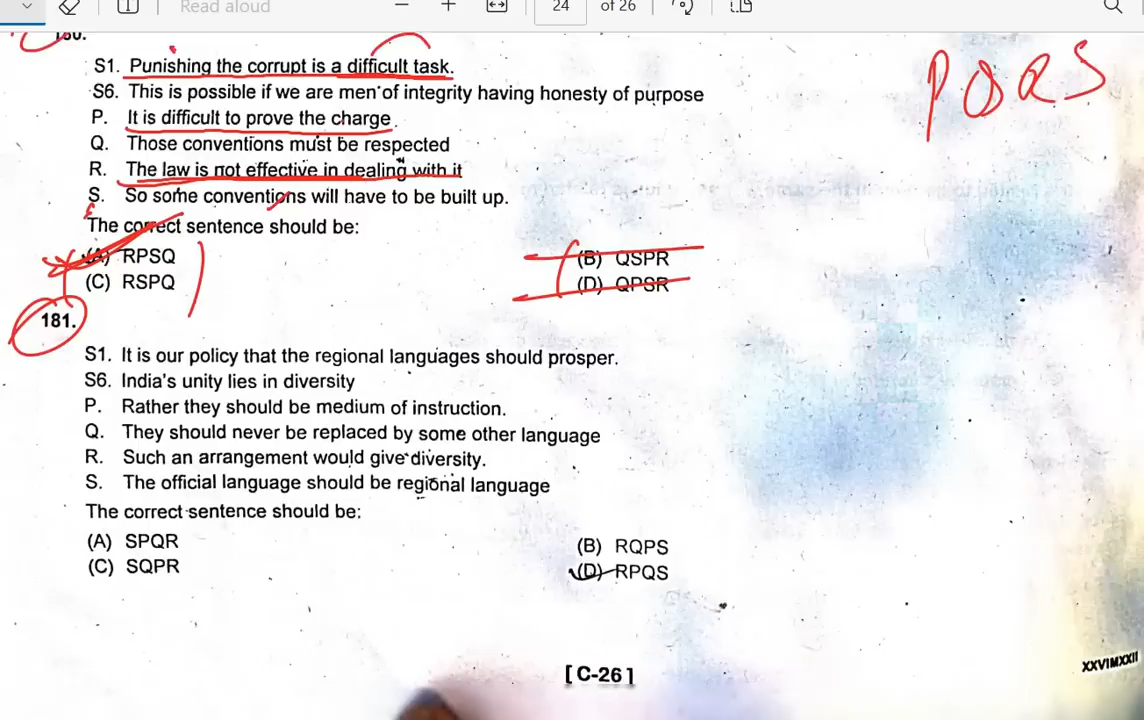 Read aloud
24 of 26
180.
S1. Punishing the corrupt is a difficult task.
S6. This is possible if we are men of integrity having honesty of purpose
P. It is difficult to prove the charge.
Q. Those conventions must be respected
R. The law is not effective in dealing with it
S. So some conventions will have to be built up.
The correct sentence should be:
(A) RPSQ
(B) QSPR
(C) RSPQ
(D) QPSR
PQRS
181.
S1. It is our policy that the regional languages should prosper.
S6. India's unity lies in diversity
P. Rather they should be medium of instruction.
Q. They should never be replaced by some other language
R. Such an arrangement would give diversity.
S. The official language should be regional language
The correct sentence should be:
(A) SPQR
(B) RQPS
(C) SQPR
(D) RPQS
[ C-26 ]
XXVIMXXII